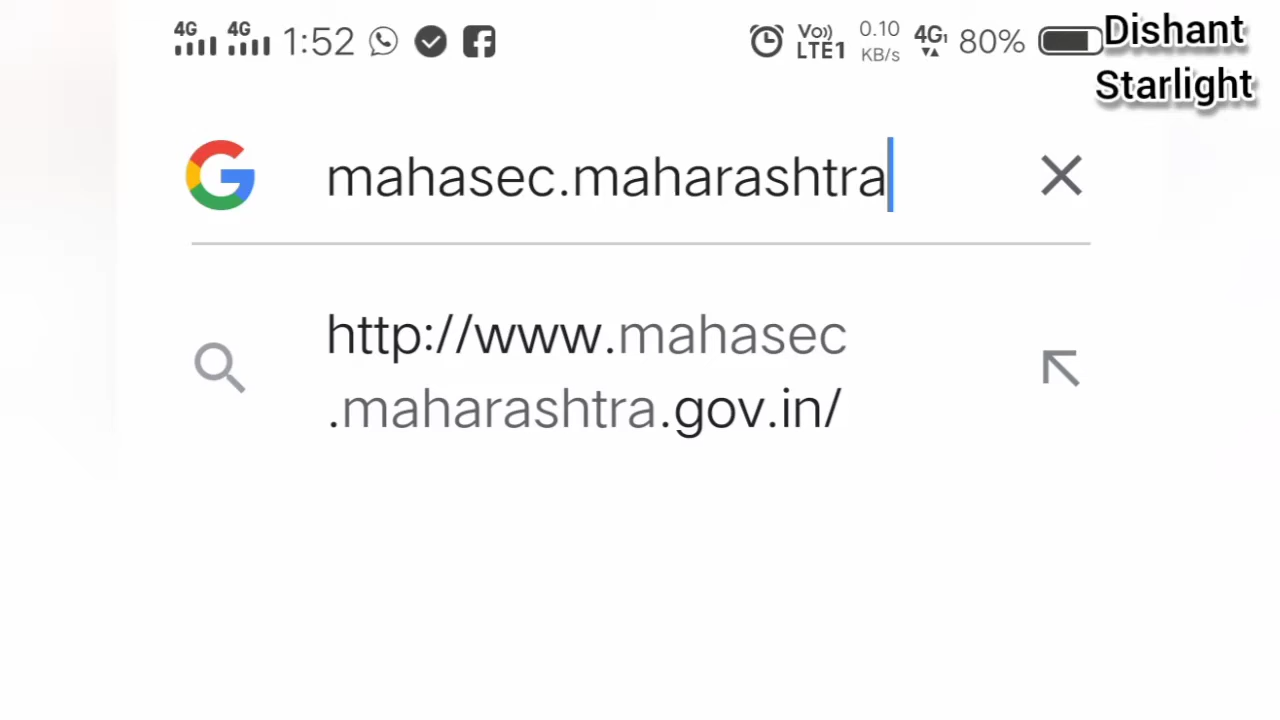 4G 4G 1:52 Vo)) LTE1 0.10 KB/s 4G1 80%
Dishant
Starlight
mahasec.maharashtra
http://www.mahasec
.maharashtra.gov.in/